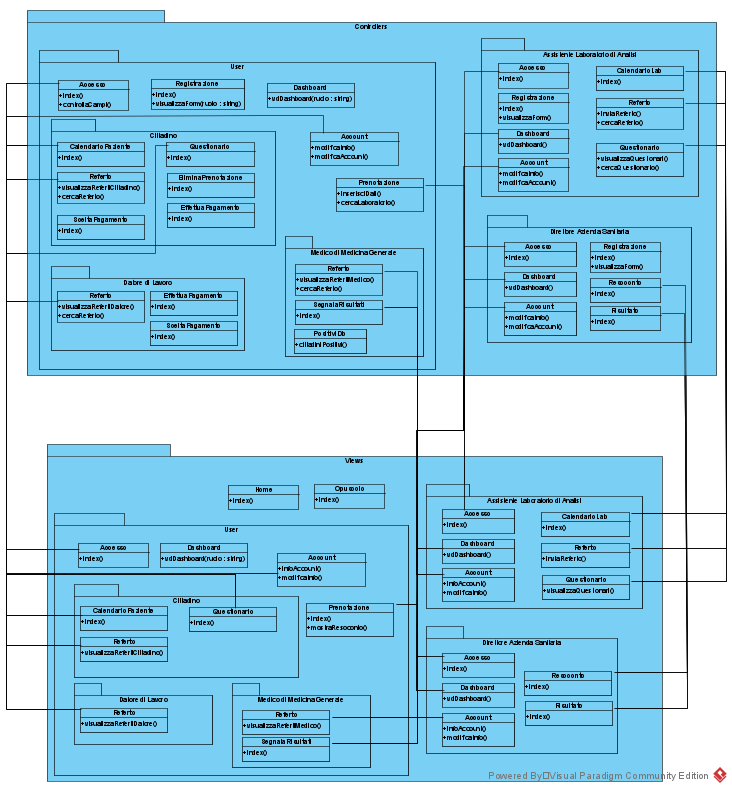 Controllers
User
Accesso
+index()
+controllaCampi()
Registrazione
+index()
+visualizzaForm(ruolo : string)
Dashboard
+udDashboard(ruolo : string)
Cittadino
Calendario Paziente
+index()
Questionario
+index()
Referto
+visualizzaRefertiCittadino()
+cercaReferto()
EliminaPrenotazione
+index()
Effettua Pagamento
+index()
Scelta Pagamento
+index()
Account
+modificaInfo()
+modificaAccount()
Prenotazione
+inserisciDati()
+cercaLaboratorio()
Datore di Lavoro
Referto
+visualizzaRefertiDatore()
+cercaReferto()
Effettua Pagamento
+index()
Scelta Pagamento
+index()
Medico di Medicina Generale
Referto
+visualizzaRefertiMedico()
+cercaReferto()
Segnala Risultati
+index()
Positivi Db
+cittadiniPositivi()
Assistente Laboratorio di Analisi
Accesso
+index()
Calendario Lab
+index()
Registrazione
+index()
+visualizzaForm()
Referto
+inviaReferto()
+cercaReferto()
Dashboard
+udDashboard()
Questionario
+visualizzaQuestionari()
+cercaQuestionario()
Account
+modificaInfo()
+modificaAccount()
Direttore Azienda Sanitaria
Accesso
+index()
Registrazione
+index()
+visualizzaForm()
Dashboard
+udDashboard()
Resoconto
+index()
Account
+modificaInfo()
+modificaAccount()
Risultato
+index()
Views
Home
+index()
Opuscolo
+index()
User
Accesso
+index()
Dashboard
+udDashboard(ruolo : string)
Account
+infoAccount()
+modificaInfo()
Cittadino
Calendario Paziente
+index()
Questionario
+index()
Referto
+visualizzaRefertiCittadino()
Prenotazione
+index()
+mostraResoconto()
Datore di Lavoro
Referto
+visualizzaRefertiDatore()
Medico di Medicina Generale
Referto
+visualizzaRefertiMedico()
Segnala Risultati
+index()
Assistente Laboratorio di Analisi
Accesso
+index()
Calendario Lab
+index()
Dashboard
+udDashboard()
Referto
+inviaReferto()
Account
+infoAccount()
+modificaInfo()
Questionario
+visualizzaQuestionari()
Direttore Azienda Sanitaria
Accesso
+index()
Resoconto
+index()
Dashboard
+udDashboard()
Risultato
+index()
Account
+infoAccount()
+modificaInfo()
Powered By Visual Paradigm Community Edition